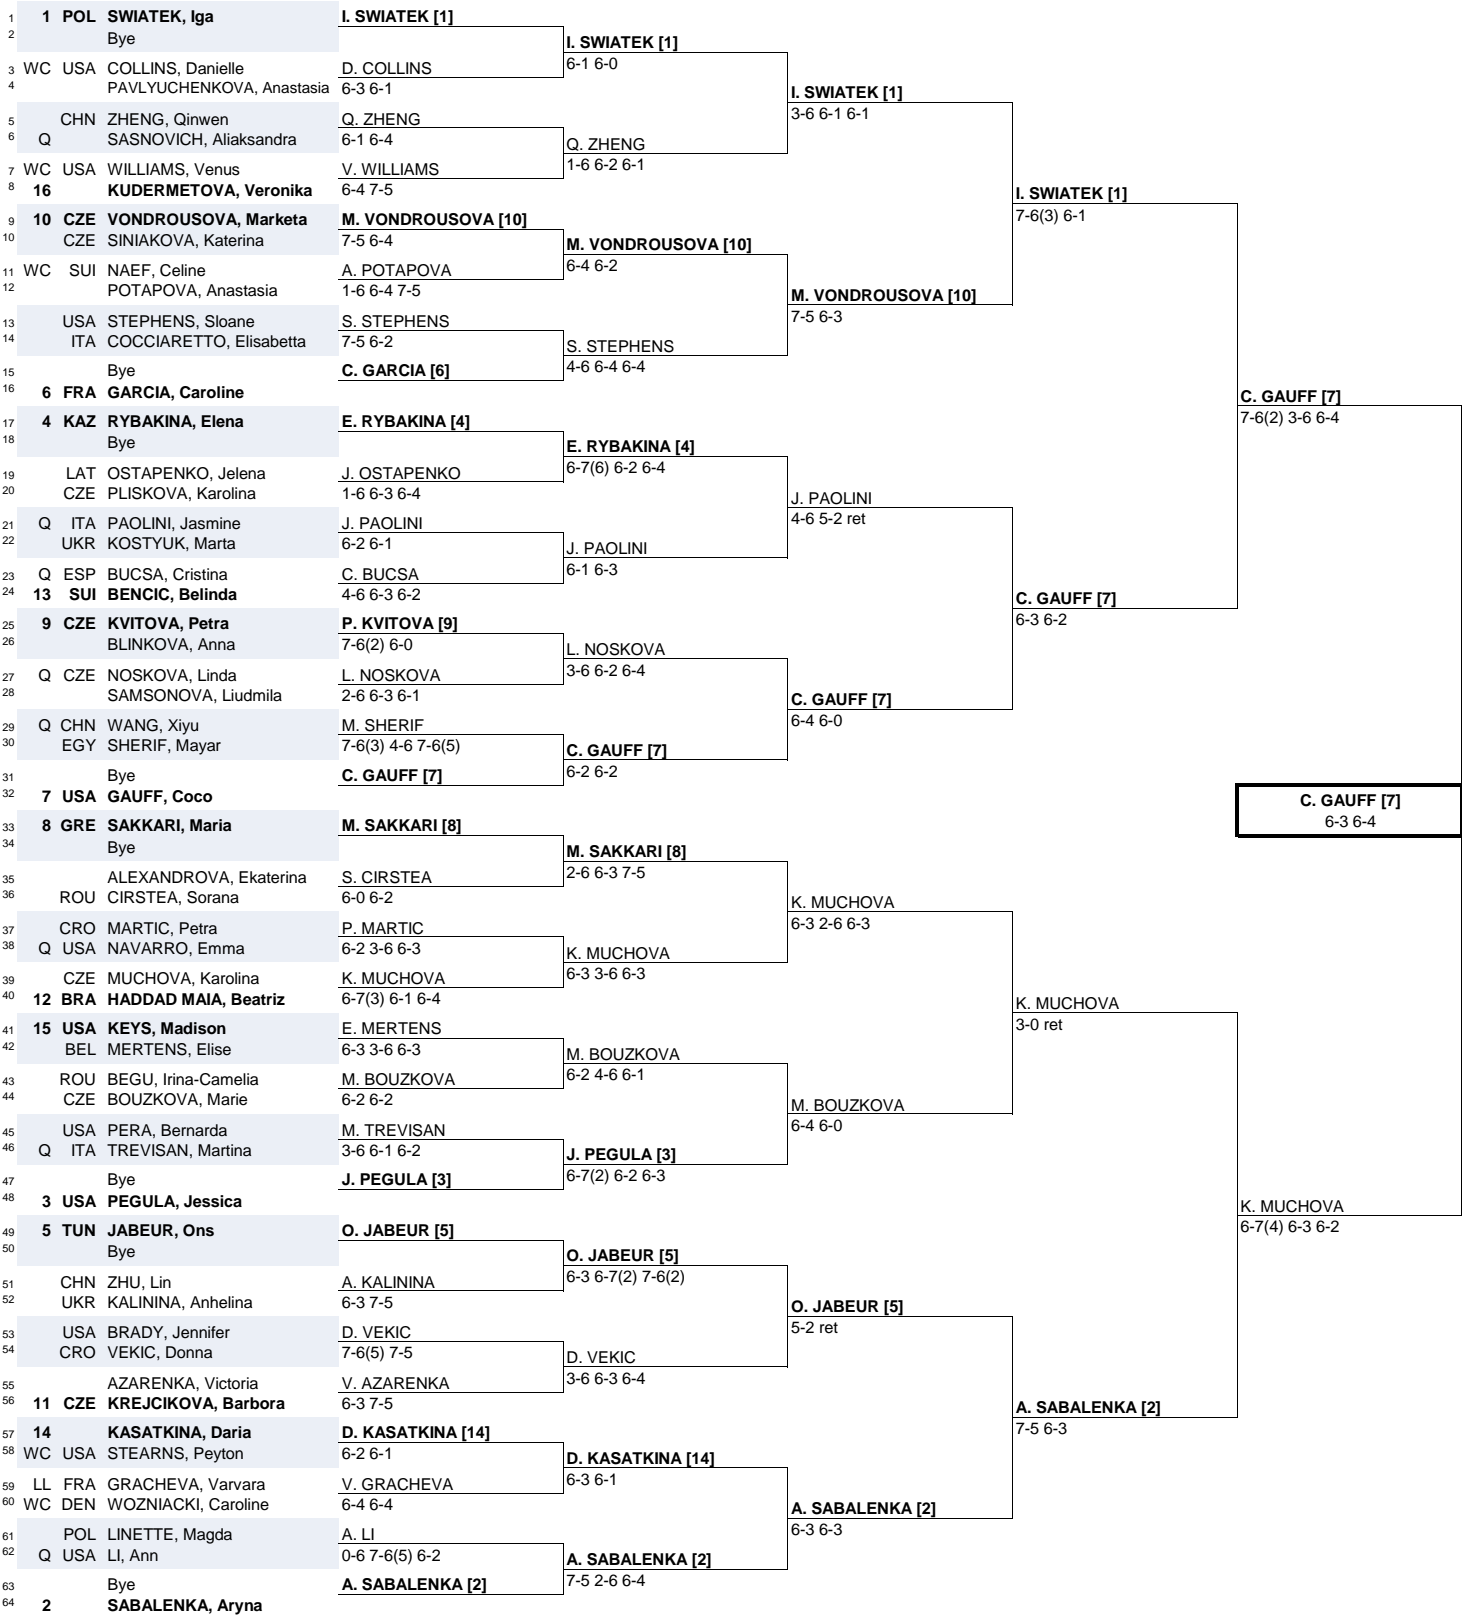 1 1 POL SWIATEK, Iga
2 Bye
3 WC USA COLLINS, Danielle
4 PAVLYUCHENKOVA, Anastasia
5 CHN ZHENG, Qinwen
6 Q SASNOVICH, Aliaksandra
7 WC USA WILLIAMS, Venus
8 16 KUDERMETOVA, Veronika
9 10 CZE VONDROUSOVA, Marketa
10 CZE SINIAKOVA, Katerina
11 WC SUI NAEF, Celine
12 POTAPOVA, Anastasia
13 USA STEPHENS, Sloane
14 ITA COCCIARETTO, Elisabetta
15 Bye
16 6 FRA GARCIA, Caroline
17 4 KAZ RYBAKINA, Elena
18 Bye
19 LAT OSTAPENKO, Jelena
20 CZE PLISKOVA, Karolina
21 Q ITA PAOLINI, Jasmine
22 UKR KOSTYUK, Marta
23 Q ESP BUCSA, Cristina
24 13 SUI BENCIC, Belinda
25 9 CZE KVITOVA, Petra
26 BLINKOVA, Anna
27 Q CZE NOSKOVA, Linda
28 SAMSONOVA, Liudmila
29 Q CHN WANG, Xiyu
30 EGY SHERIF, Mayar
31 Bye
32 7 USA GAUFF, Coco
33 8 GRE SAKKARI, Maria
34 Bye
35 ALEXANDROVA, Ekaterina
36 ROU CIRSTEA, Sorana
37 CRO MARTIC, Petra
38 Q USA NAVARRO, Emma
39 CZE MUCHOVA, Karolina
40 12 BRA HADDAD MAIA, Beatriz
41 15 USA KEYS, Madison
42 BEL MERTENS, Elise
43 ROU BEGU, Irina-Camelia
44 CZE BOUZKOVA, Marie
45 USA PERA, Bernarda
46 Q ITA TREVISAN, Martina
47 Bye
48 3 USA PEGULA, Jessica
49 5 TUN JABEUR, Ons
50 Bye
51 CHN ZHU, Lin
52 UKR KALININA, Anhelina
53 USA BRADY, Jennifer
54 CRO VEKIC, Donna
55 AZARENKA, Victoria
56 11 CZE KREJCIKOVA, Barbora
57 14 KASATKINA, Daria
58 WC USA STEARNS, Peyton
59 LL FRA GRACHEVA, Varvara
60 WC DEN WOZNIACKI, Caroline
61 POL LINETTE, Magda
62 Q USA LI, Ann
63 Bye
64 2 SABALENKA, Aryna
I. SWIATEK [1]
D. COLLINS
6-3 6-1
Q. ZHENG
6-1 6-4
V. WILLIAMS
6-4 7-5
M. VONDROUSOVA [10]
7-5 6-4
A. POTAPOVA
1-6 6-4 7-5
S. STEPHENS
7-5 6-2
C. GARCIA [6]
E. RYBAKINA [4]
J. OSTAPENKO
1-6 6-3 6-4
J. PAOLINI
6-2 6-1
C. BUCSA
4-6 6-3 6-2
P. KVITOVA [9]
7-6(2) 6-0
L. NOSKOVA
2-6 6-3 6-1
M. SHERIF
7-6(3) 4-6 7-6(5)
C. GAUFF [7]
M. SAKKARI [8]
S. CIRSTEA
6-0 6-2
P. MARTIC
6-2 3-6 6-3
K. MUCHOVA
6-7(3) 6-1 6-4
E. MERTENS
6-3 3-6 6-3
M. BOUZKOVA
6-2 6-2
M. TREVISAN
3-6 6-1 6-2
J. PEGULA [3]
O. JABEUR [5]
A. KALININA
6-3 7-5
D. VEKIC
7-6(5) 7-5
V. AZARENKA
6-3 7-5
D. KASATKINA [14]
6-2 6-1
V. GRACHEVA
6-4 6-4
A. LI
0-6 7-6(5) 6-2
A. SABALENKA [2]
I. SWIATEK [1]
6-1 6-0
Q. ZHENG
1-6 6-2 6-1
M. VONDROUSOVA [10]
6-4 6-2
S. STEPHENS
4-6 6-4 6-4
E. RYBAKINA [4]
6-7(6) 6-2 6-4
J. PAOLINI
6-1 6-3
L. NOSKOVA
3-6 6-2 6-4
C. GAUFF [7]
6-2 6-2
M. SAKKARI [8]
2-6 6-3 7-5
K. MUCHOVA
6-3 3-6 6-3
M. BOUZKOVA
6-2 4-6 6-1
J. PEGULA [3]
6-7(2) 6-2 6-3
O. JABEUR [5]
6-3 6-7(2) 7-6(2)
D. VEKIC
3-6 6-3 6-4
D. KASATKINA [14]
6-3 6-1
A. SABALENKA [2]
7-5 2-6 6-4
I. SWIATEK [1]
3-6 6-1 6-1
M. VONDROUSOVA [10]
7-5 6-3
J. PAOLINI
4-6 5-2 ret
C. GAUFF [7]
6-4 6-0
K. MUCHOVA
6-3 2-6 6-3
M. BOUZKOVA
6-4 6-0
O. JABEUR [5]
5-2 ret
A. SABALENKA [2]
6-3 6-3
I. SWIATEK [1]
7-6(3) 6-1
C. GAUFF [7]
6-3 6-2
K. MUCHOVA
3-0 ret
A. SABALENKA [2]
7-5 6-3
C. GAUFF [7]
7-6(2) 3-6 6-4
K. MUCHOVA
6-7(4) 6-3 6-2
C. GAUFF [7]
6-3 6-4